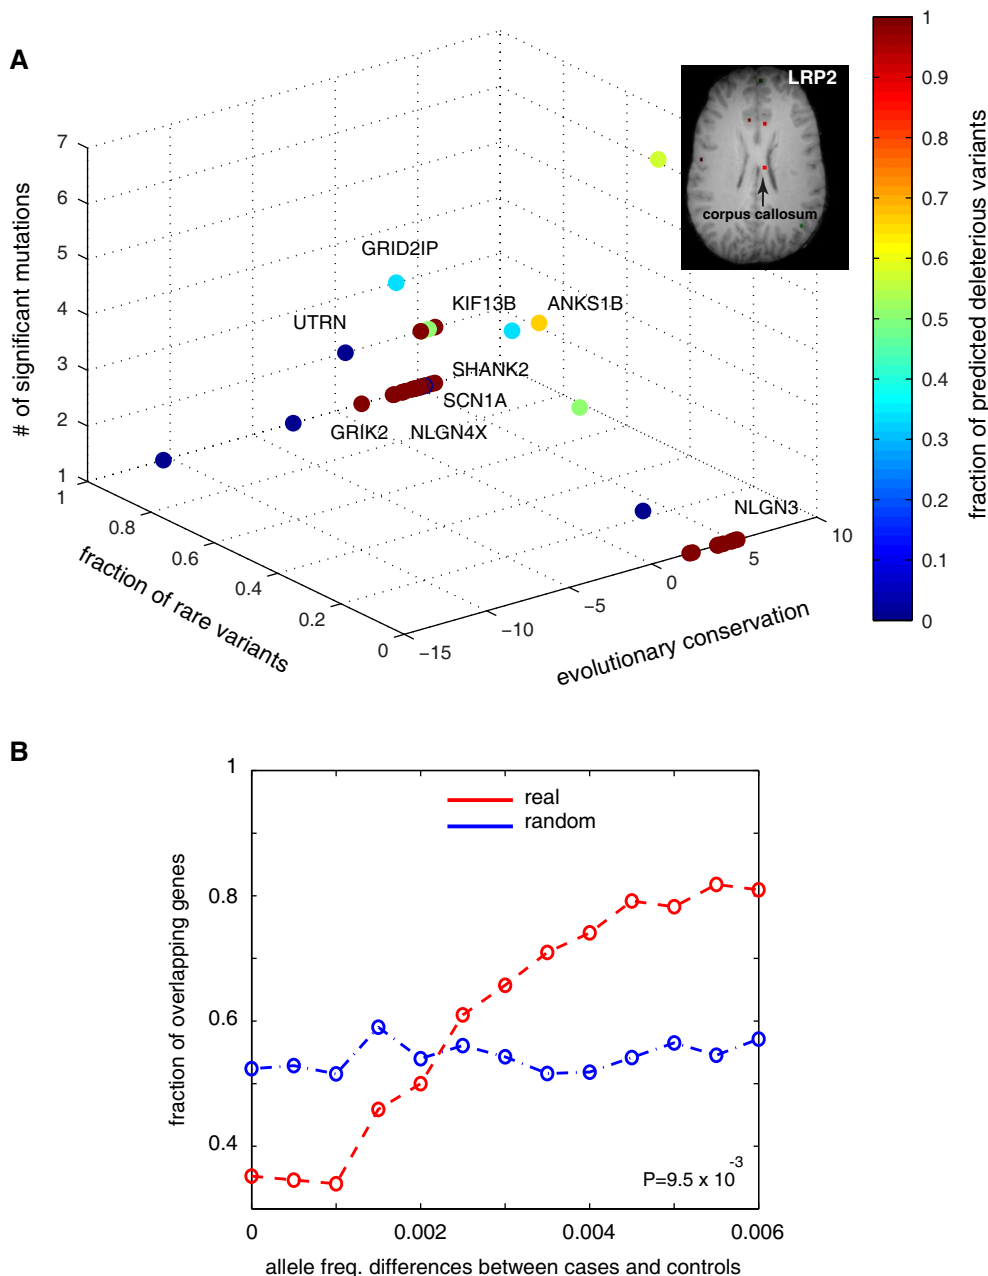 A
LRP2
corpus callosum
GRID2IP
KIF13B
ANKS1B
UTRN
SHANK2
SCN1A
GRIK2
NLGN4X
NLGN3
# of significant mutations
7
6
5
4
3
2
1
fraction of rare variants
1
0.8
0.6
0.4
0.2
0
evolutionary conservation
−15
−10
−5
0
5
10
fraction of predicted deleterious variants
1
0.9
0.8
0.7
0.6
0.5
0.4
0.3
0.2
0.1
0
B
real
random
fraction of overlapping genes
1
0.8
0.6
0.4
P=9.5 x 10-3
0
0.002
0.004
0.006
allele freq. differences between cases and controls